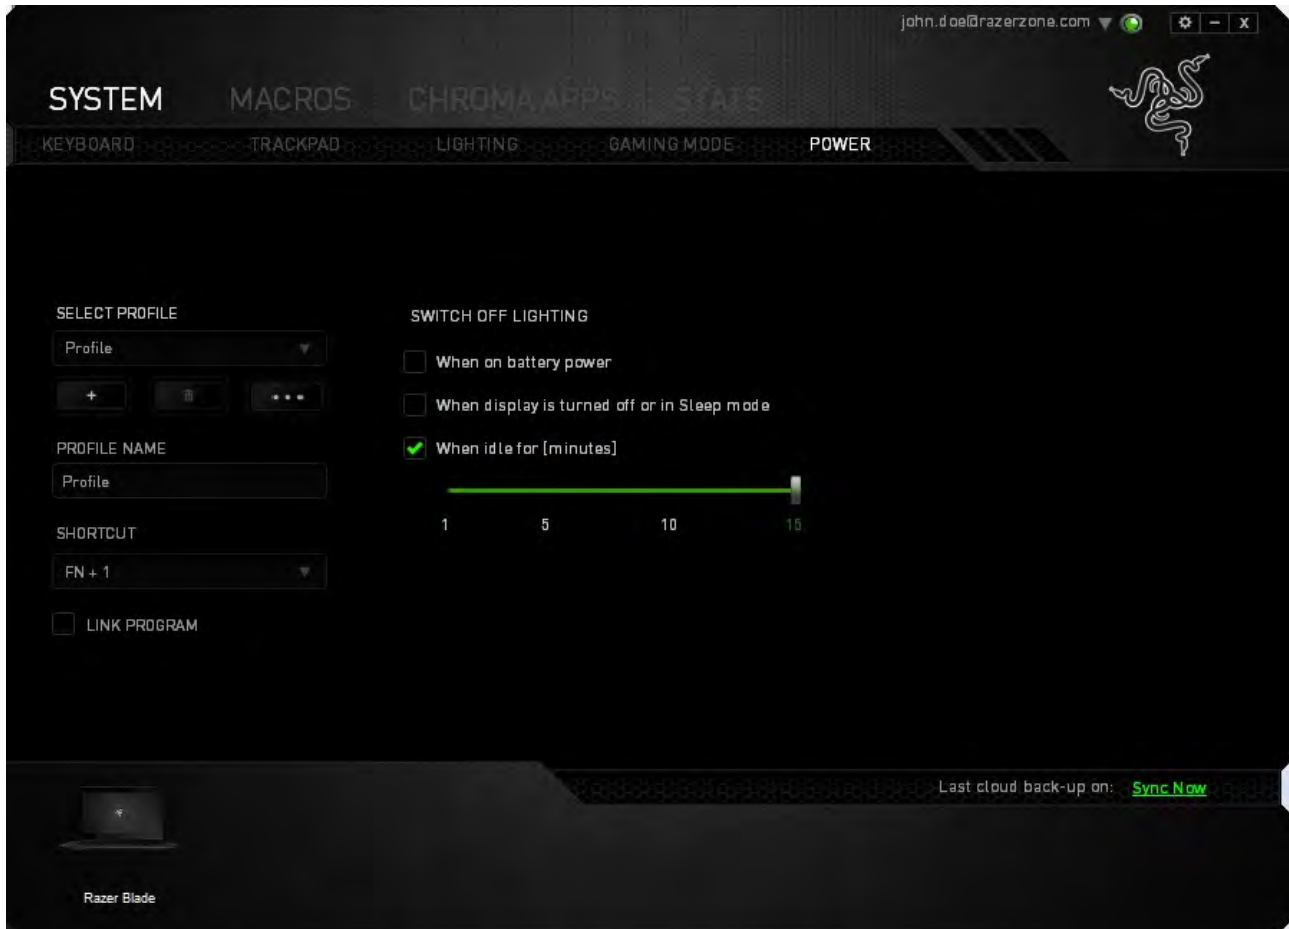 john.doe@razerzone.com
X
SYSTEM MACROS CHROMA APPS STATS
KEYBOARD TRACKPAD LIGHTING GAMING MODE POWER
SELECT PROFILE
Profile
+ •••
PROFILE NAME
Profile
SHORTCUT
FN + 1
LINK PROGRAM
SWITCH OFF LIGHTING
When on battery power
When display is turned off or in Sleep mode
When idle for [minutes]
1 5 10 15
Last cloud back-up on: Sync Now
Razer Blade